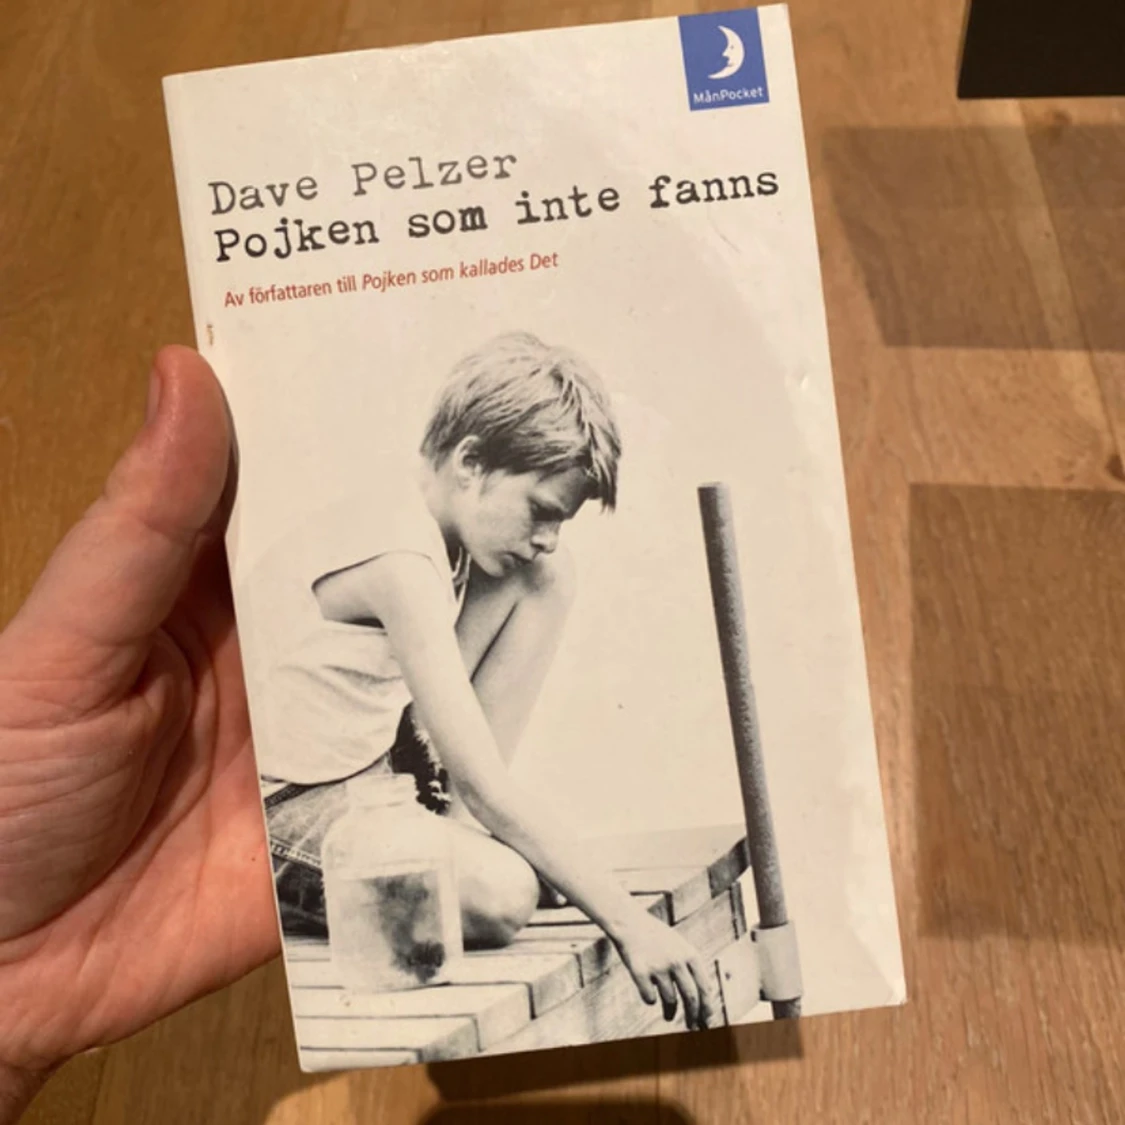 MånPocket
Dave Pelzer
Pojken som inte fanns
Av författaren till Pojken som kallades Det